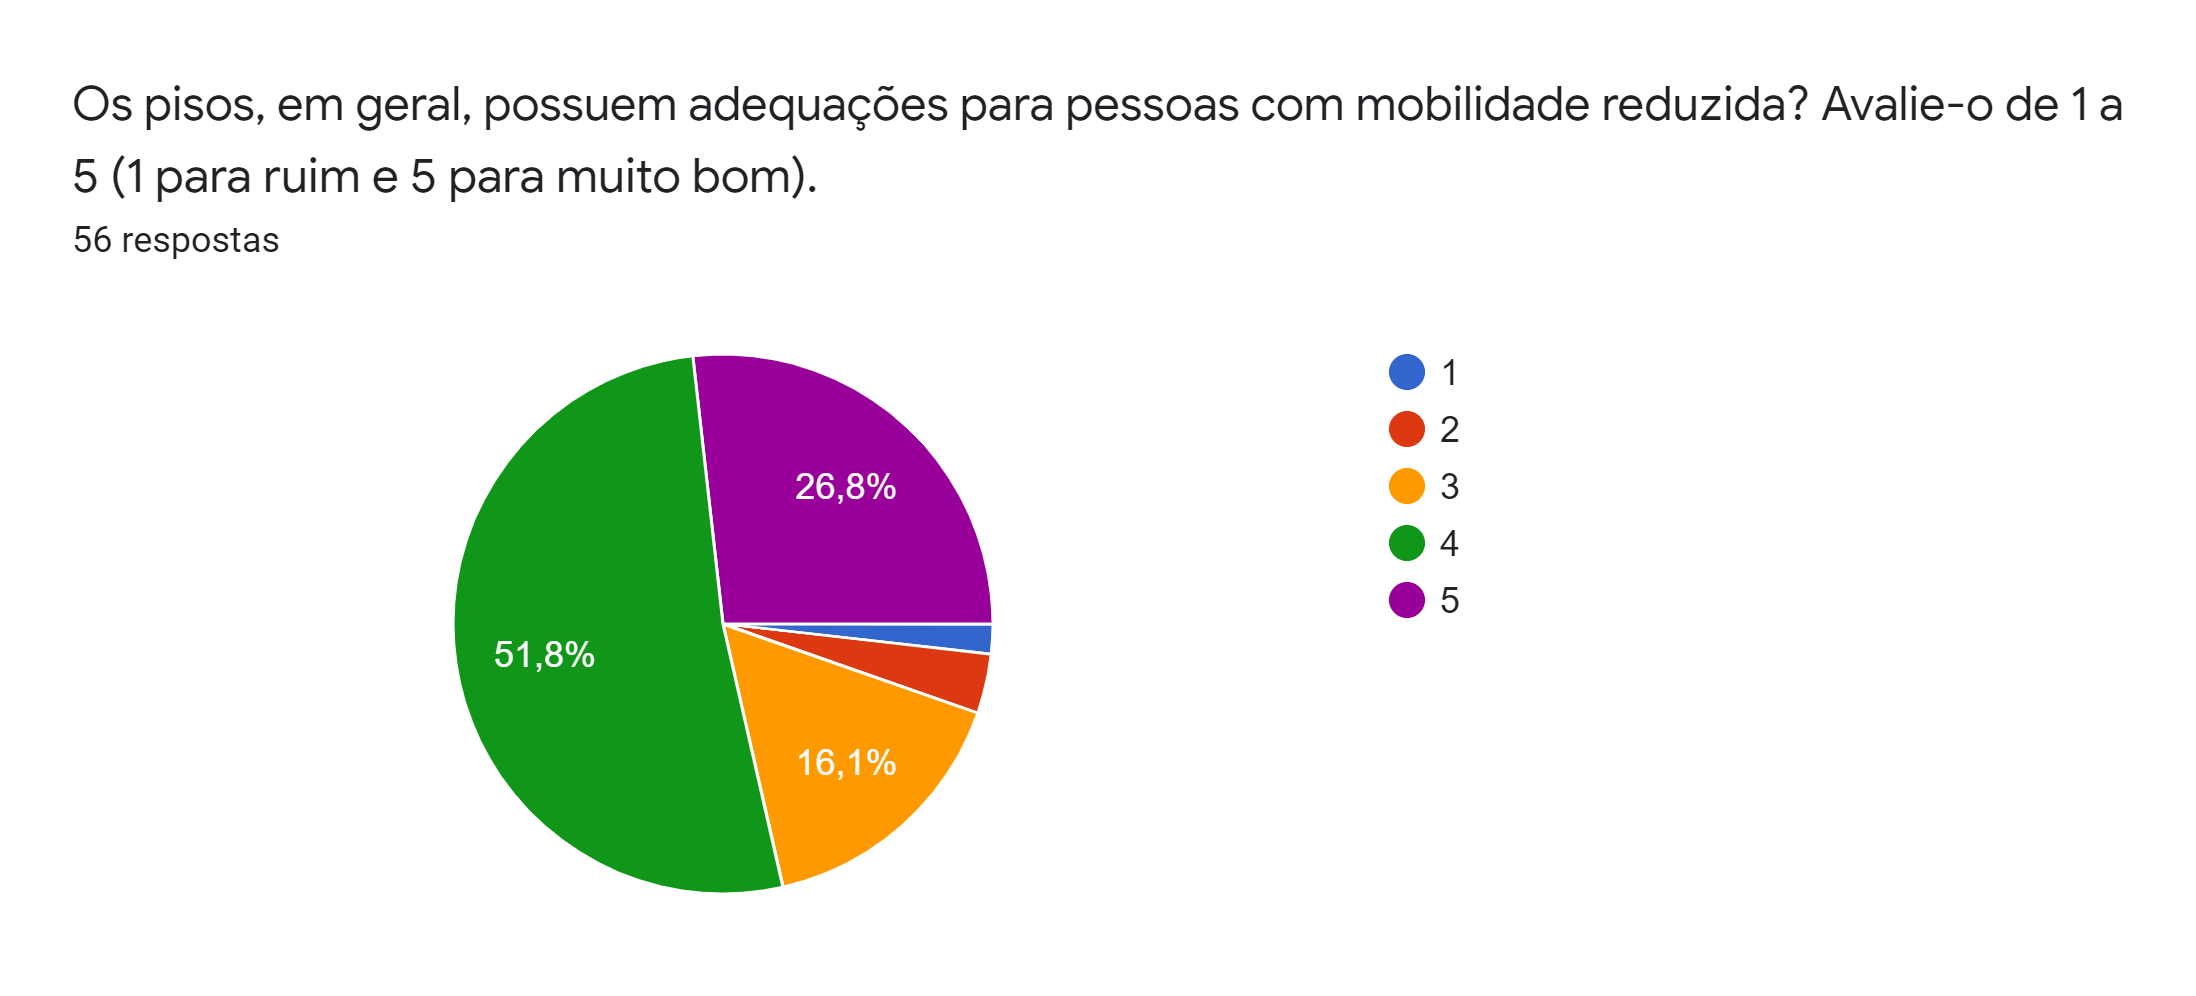 Os pisos, em geral, possuem adequações para pessoas com mobilidade reduzida? Avalie-o de 1 a
5 (1 para ruim e 5 para muito bom).
56 respostas
26,8%
51,8%
16,1%
1
2
3
4
5